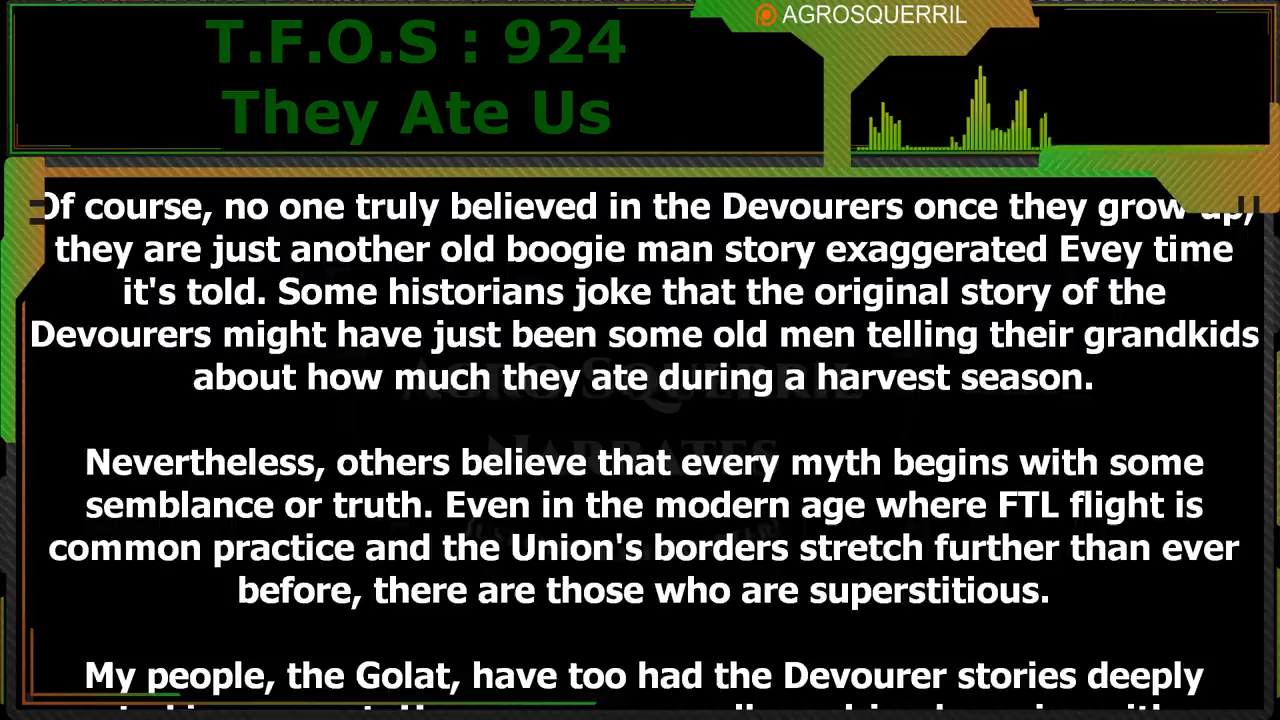 AGROSQUERRIL
T.F.O.S : 924
They Ate Us
Of course, no one truly believed in the Devourers once they grow up,
they are just another old boogie man story exaggerated Evey time
it's told. Some historians joke that the original story of the
Devourers might have just been some old men telling their grandkids
about how much they ate during a harvest season.
Agro Squerril
Narrates
Nevertheless, others believe that every myth begins with some
semblance or truth. Even in the modern age where FTL flight is
common practice and the Union's borders stretch further than ever
before, there are those who are superstitious.
My people, the Golat, have too had the Devourer stories deeply